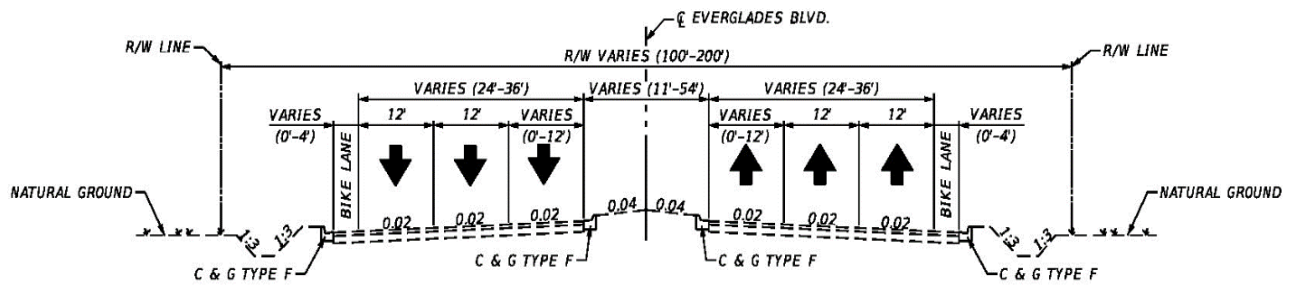 ℄ EVERGLADES BLVD.
R/W LINE
R/W VARIES (100'-200')
R/W LINE
VARIES (24'-36')
VARIES (11'-54')
VARIES (24'-36')
VARIES
(0'-4')
12'
12'
VARIES
(0'-12')
VARIES
(0'-12')
12'
12'
VARIES
(0'-4')
BIKE LANE
BIKE LANE
NATURAL GROUND
NATURAL GROUND
0.02
0.02
0.02
0.04
0.04
0.02
0.02
0.02
1:3
1:3
1:3
1:3
C & G TYPE F
C & G TYPE F
C & G TYPE F
C & G TYPE F